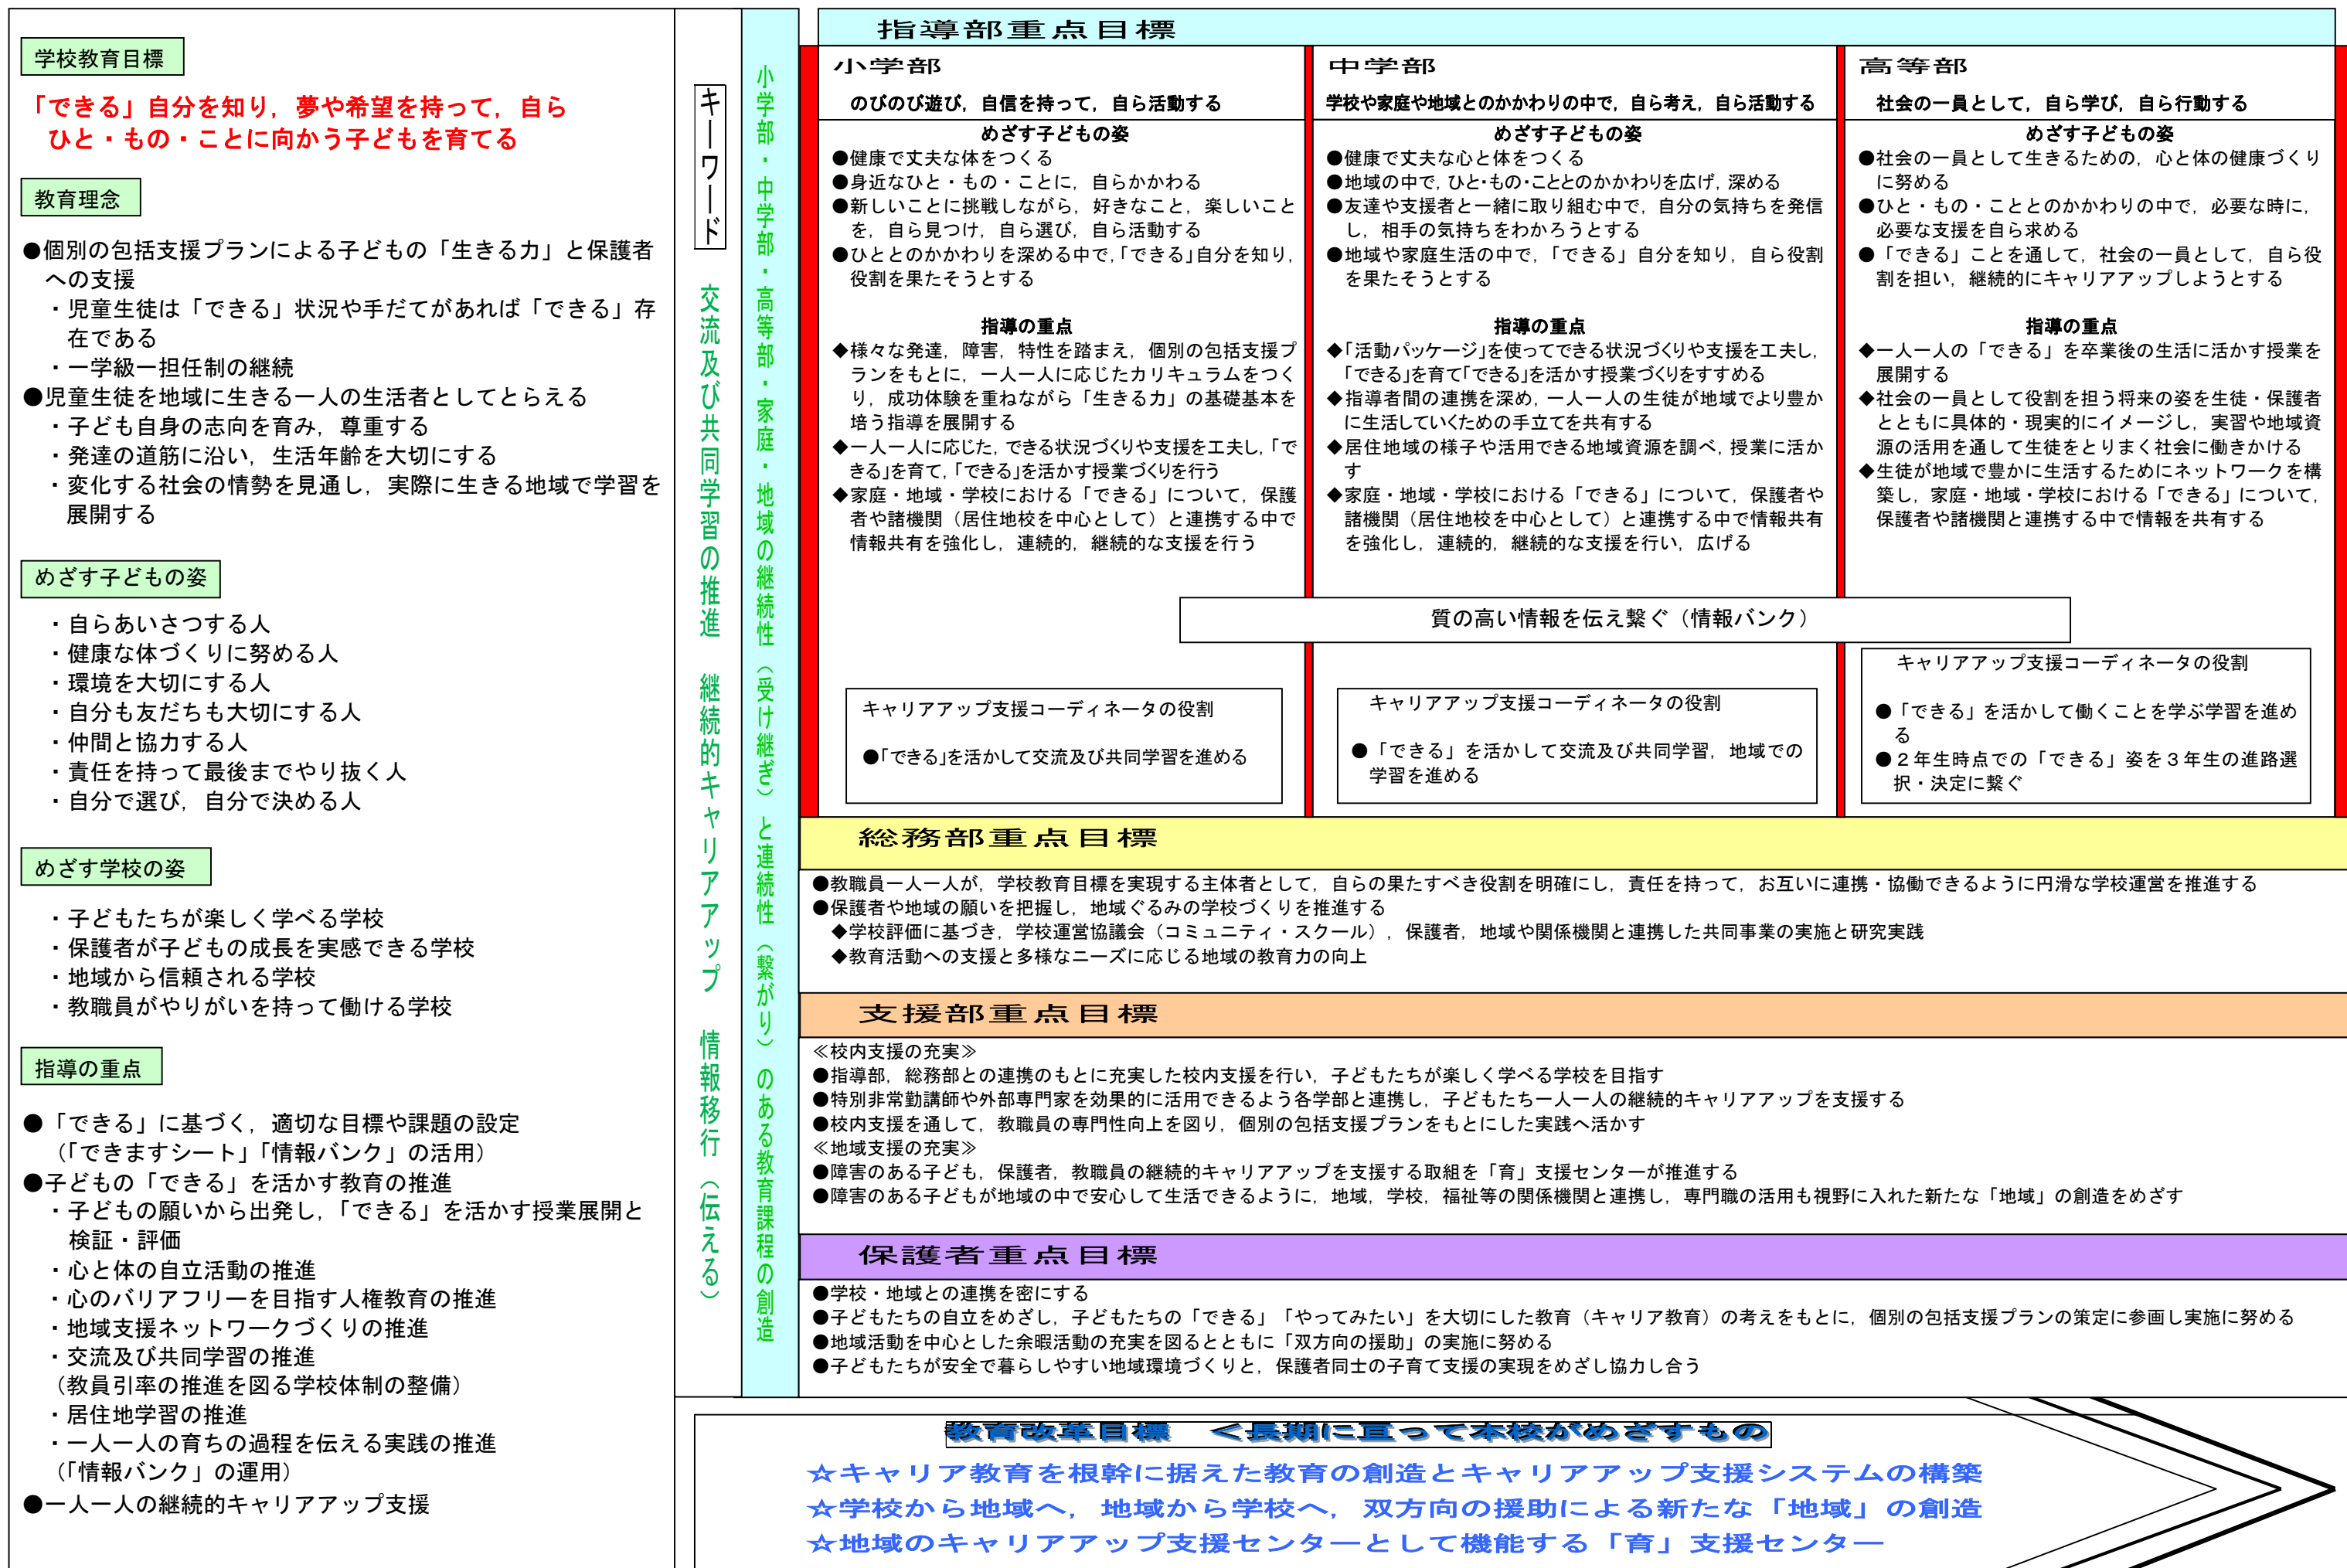 学校教育目標
「できる」自分を知り，夢や希望を持って，自ら
ひと・もの・ことに向かう子どもを育てる
教育理念
●個別の包括支援プランによる子どもの「生きる力」と保護者
への支援
・児童生徒は「できる」状況や手だてがあれば「できる」存
在である
・一学級一担任制の継続
●児童生徒を地域に生きる一人の生活者としてとらえる
・子ども自身の志向を育み，尊重する
・発達の道筋に沿い，生活年齢を大切にする
・変化する社会の情勢を見通し，実際に生きる地域で学習を
展開する
めざす子どもの姿
・自らあいさつする人
・健康な体づくりに努める人
・環境を大切にする人
・自分も友だちも大切にする人
・仲間と協力する人
・責任を持って最後までやり抜く人
・自分で選び，自分で決める人
めざす学校の姿
・子どもたちが楽しく学べる学校
・保護者が子どもの成長を実感できる学校
・地域から信頼される学校
・教職員がやりがいを持って働ける学校
指導の重点
●「できる」に基づく，適切な目標や課題の設定
（「できますシート」「情報バンク」の活用）
●子どもの「できる」を活かす教育の推進
・子どもの願いから出発し，「できる」を活かす授業展開と
検証・評価
・心と体の自立活動の推進
・心のバリアフリーを目指す人権教育の推進
・地域支援ネットワークづくりの推進
・交流及び共同学習の推進
（教員引率の推進を図る学校体制の整備）
・居住地学習の推進
・一人一人の育ちの過程を伝える実践の推進
（「情報バンク」の運用）
●一人一人の継続的キャリアアップ支援
キーワード　交流及び共同学習の推進　継続的キャリアアップ　情報移行（伝える）
小学部・中学部・高等部・家庭・地域の継続性（受け継ぎ）と連続性（繋がり）のある教育課程の創造
指導部重点目標
小学部
のびのび遊び，自信を持って，自ら活動する
めざす子どもの姿
●健康で丈夫な体をつくる
●身近なひと・もの・ことに，自らかかわる
●新しいことに挑戦しながら，好きなこと，楽しいこと
を，自ら見つけ，自ら選び，自ら活動する
●ひととのかかわりを深める中で，「できる」自分を知り，
役割を果たそうとする
指導の重点
◆様々な発達，障害，特性を踏まえ，個別の包括支援プ
ランをもとに，一人一人に応じたカリキュラムをつく
り，成功体験を重ねながら「生きる力」の基礎基本を
培う指導を展開する
◆一人一人に応じた，できる状況づくりや支援を工夫し，「で
きる」を育て，「できる」を活かす授業づくりを行う
◆家庭・地域・学校における「できる」について，保護
者や諸機関（居住地校を中心として）と連携する中で
情報共有を強化し，連続的，継続的な支援を行う
中学部
学校や家庭や地域とのかかわりの中で，自ら考え，自ら活動する
めざす子どもの姿
●健康で丈夫な心と体をつくる
●地域の中で，ひと・もの・こととのかかわりを広げ，深める
●友達や支援者と一緒に取り組む中で，自分の気持ちを発信
し，相手の気持ちをわかろうとする
●地域や家庭生活の中で，「できる」自分を知り，自ら役割
を果たそうとする
指導の重点
◆「活動パッケージ」を使ってできる状況づくりや支援を工夫し，
「できる」を育て「できる」を活かす授業づくりをすすめる
◆指導者間の連携を深め，一人一人の生徒が地域でより豊か
に生活していくための手立てを共有する
◆居住地域の様子や活用できる地域資源を調べ，授業に活か
す
◆家庭・地域・学校における「できる」について，保護者や
諸機関（居住地校を中心として）と連携する中で情報共有
を強化し，連続的，継続的な支援を行い，広げる
高等部
社会の一員として，自ら学び，自ら行動する
めざす子どもの姿
●社会の一員として生きるための，心と体の健康づくり
に努める
●ひと・もの・こととのかかわりの中で，必要な時に，
必要な支援を自ら求める
●「できる」ことを通して，社会の一員として，自ら役
割を担い，継続的にキャリアアップしようとする
指導の重点
◆一人一人の「できる」を卒業後の生活に活かす授業を
展開する
◆社会の一員として役割を担う将来の姿を生徒・保護者
とともに具体的・現実的にイメージし，実習や地域資
源の活用を通して生徒をとりまく社会に働きかける
◆生徒が地域で豊かに生活するためにネットワークを構
築し，家庭・地域・学校における「できる」について，
保護者や諸機関と連携する中で情報を共有する
質の高い情報を伝え繋ぐ（情報バンク）
キャリアアップ支援コーディネータの役割
●「できる」を活かして交流及び共同学習を進める
キャリアアップ支援コーディネータの役割
●「できる」を活かして交流及び共同学習，地域での
学習を進める
キャリアアップ支援コーディネータの役割
●「できる」を活かして働くことを学ぶ学習を進め
る
●２年生時点での「できる」姿を３年生の進路選
択・決定に繋ぐ
総務部重点目標
●教職員一人一人が，学校教育目標を実現する主体者として，自らの果たすべき役割を明確にし，責任を持って，お互いに連携・協働できるように円滑な学校運営を推進する
●保護者や地域の願いを把握し，地域ぐるみの学校づくりを推進する
◆学校評価に基づき，学校運営協議会（コミュニティ・スクール），保護者，地域や関係機関と連携した共同事業の実施と研究実践
◆教育活動への支援と多様なニーズに応じる地域の教育力の向上
支援部重点目標
≪校内支援の充実≫
●指導部，総務部との連携のもとに充実した校内支援を行い，子どもたちが楽しく学べる学校を目指す
●特別非常勤講師や外部専門家を効果的に活用できるよう各学部と連携し，子どもたち一人一人の継続的キャリアアップを支援する
●校内支援を通して，教職員の専門性向上を図り，個別の包括支援プランをもとにした実践へ活かす
≪地域支援の充実≫
●障害のある子ども，保護者，教職員の継続的キャリアアップを支援する取組を「育」支援センターが推進する
●障害のある子どもが地域の中で安心して生活できるように，地域，学校，福祉等の関係機関と連携し，専門職の活用も視野に入れた新たな「地域」の創造をめざす
保護者重点目標
●学校・地域との連携を密にする
●子どもたちの自立をめざし，子どもたちの「できる」「やってみたい」を大切にした教育（キャリア教育）の考えをもとに，個別の包括支援プランの策定に参画し実施に努める
●地域活動を中心とした余暇活動の充実を図るとともに「双方向の援助」の実施に努める
●子どもたちが安全で暮らしやすい地域環境づくりと，保護者同士の子育て支援の実現をめざし協力し合う
教育改革目標　＜長期に亘って本校がめざすもの
☆キャリア教育を根幹に据えた教育の創造とキャリアアップ支援システムの構築
☆学校から地域へ，地域から学校へ，双方向の援助による新たな「地域」の創造
☆地域のキャリアアップ支援センターとして機能する「育」支援センター